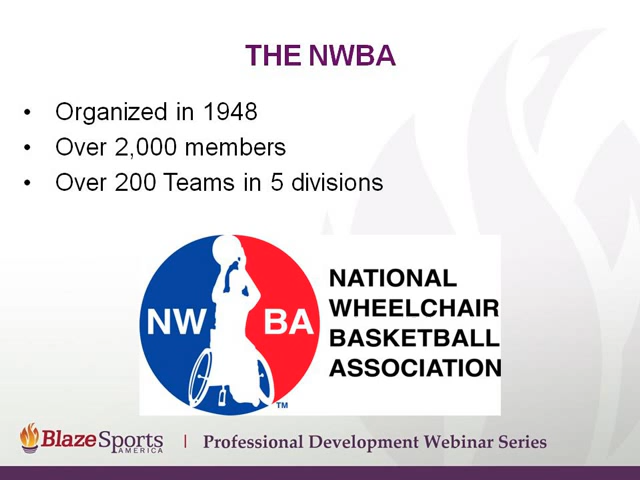 THE NWBA
• Organized in 1948
• Over 2,000 members
• Over 200 Teams in 5 divisions
NW BA
NATIONAL
WHEELCHAIR
BASKETBALL
ASSOCIATION
TM
BlazeSports
AMERICA
| Professional Development Webinar Series